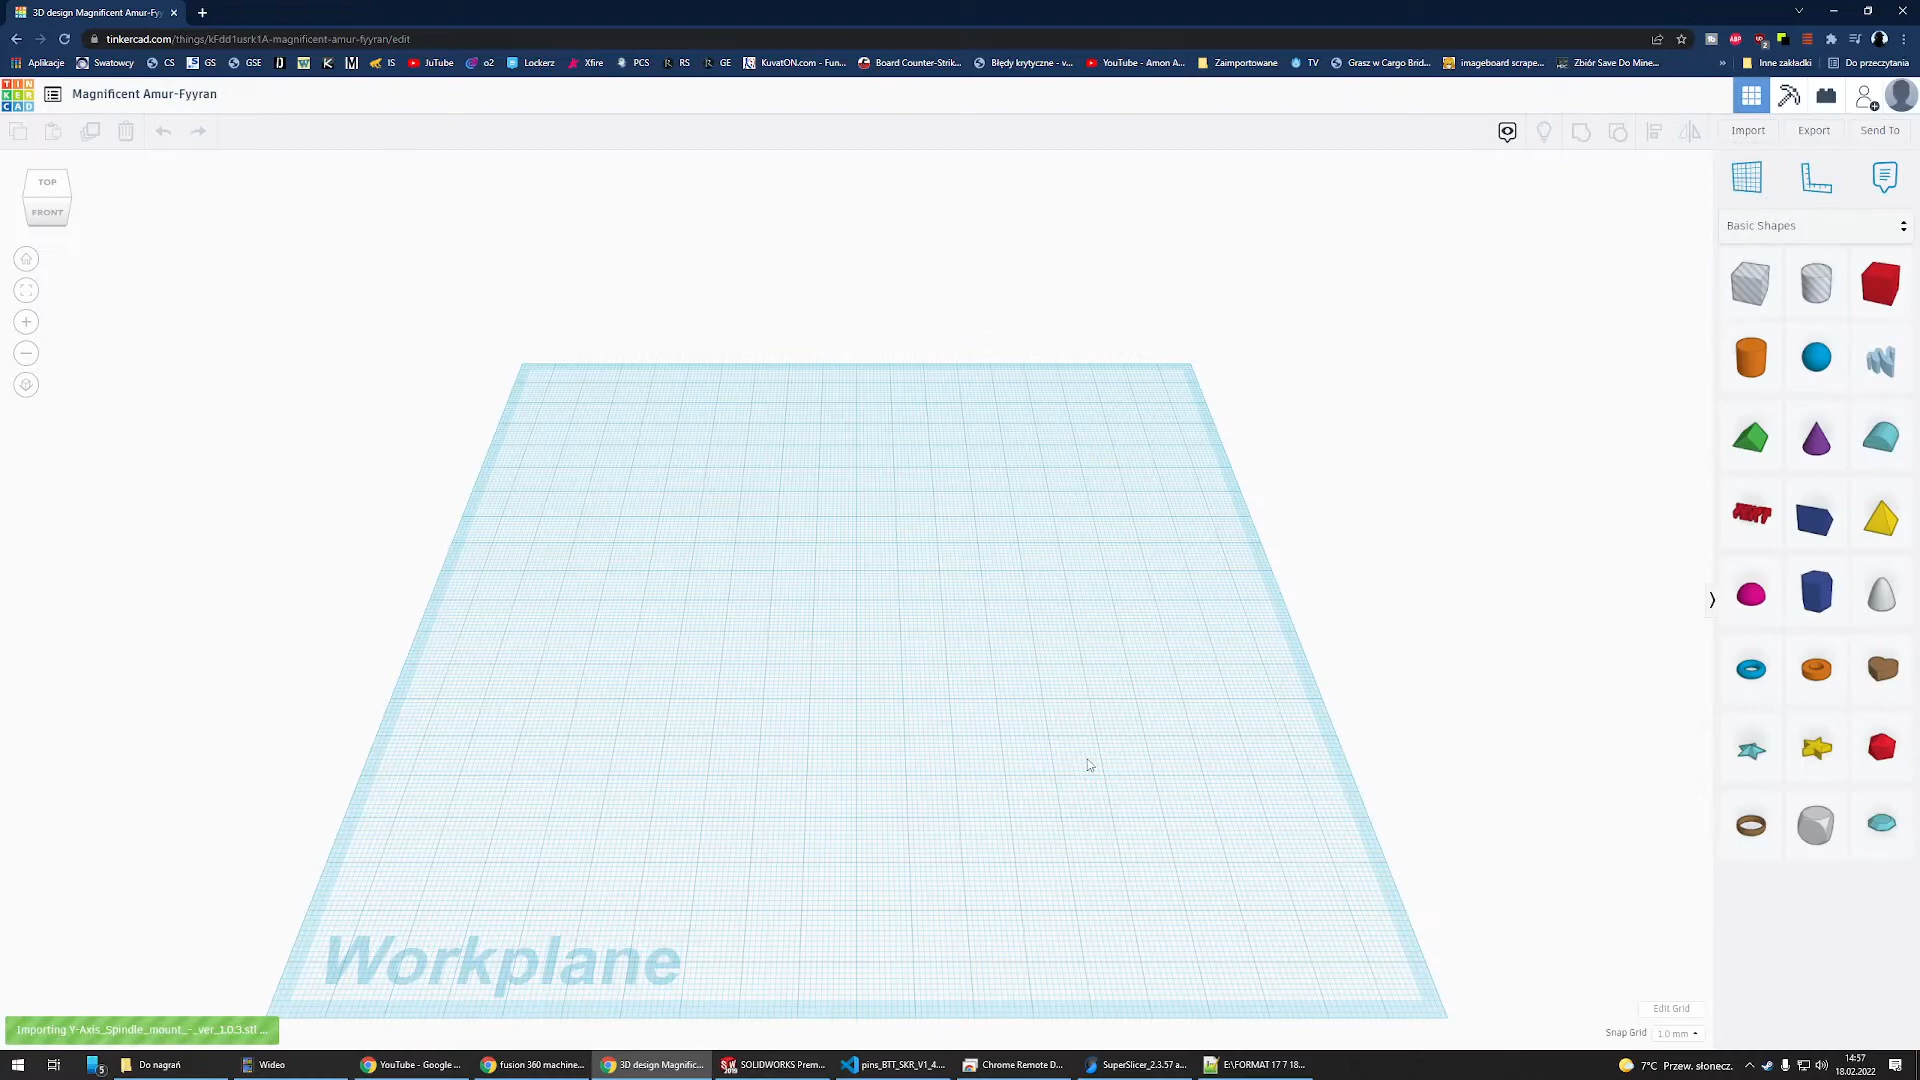 3D design Magnificent Amur-Fyy
tinkercad.com/things/kFdd1usrk1A-magnificent-amur-fyyran/edit
Aplikacje Swatowcy CS GS GSE IS JuTube o2 Lockerz Xfire PCS RS GE KuvatON.com - Fun... Board Counter-Strik... Błędy krytyczne - v... YouTube - Amon A... Zaimportowane TV Grasz w Cargo Brid... imageboard scrape... Zbiór Save Do Mine... » Inne zakładki Do przeczytania
TIN
KER
CAD
Magnificent Amur-Fyyran
Import Export Send To
TOP
FRONT
Basic Shapes
Workplane
Edit Grid
Importing Y-Axis_Spindle_mount_-_ver_1.0.3.stl ...
Snap Grid 1.0 mm
5 Do nagrań Wideo YouTube - Google ... fusion 360 machine... 3D design Magnific... SOLIDWORKS Prem... pins_BTT_SKR_V1_4.... Chrome Remote D... SuperSlicer_2.3.57 a... E:\FORMAT 17 7 18... 7°C Przew. słonecz. 14:57
18.02.2022